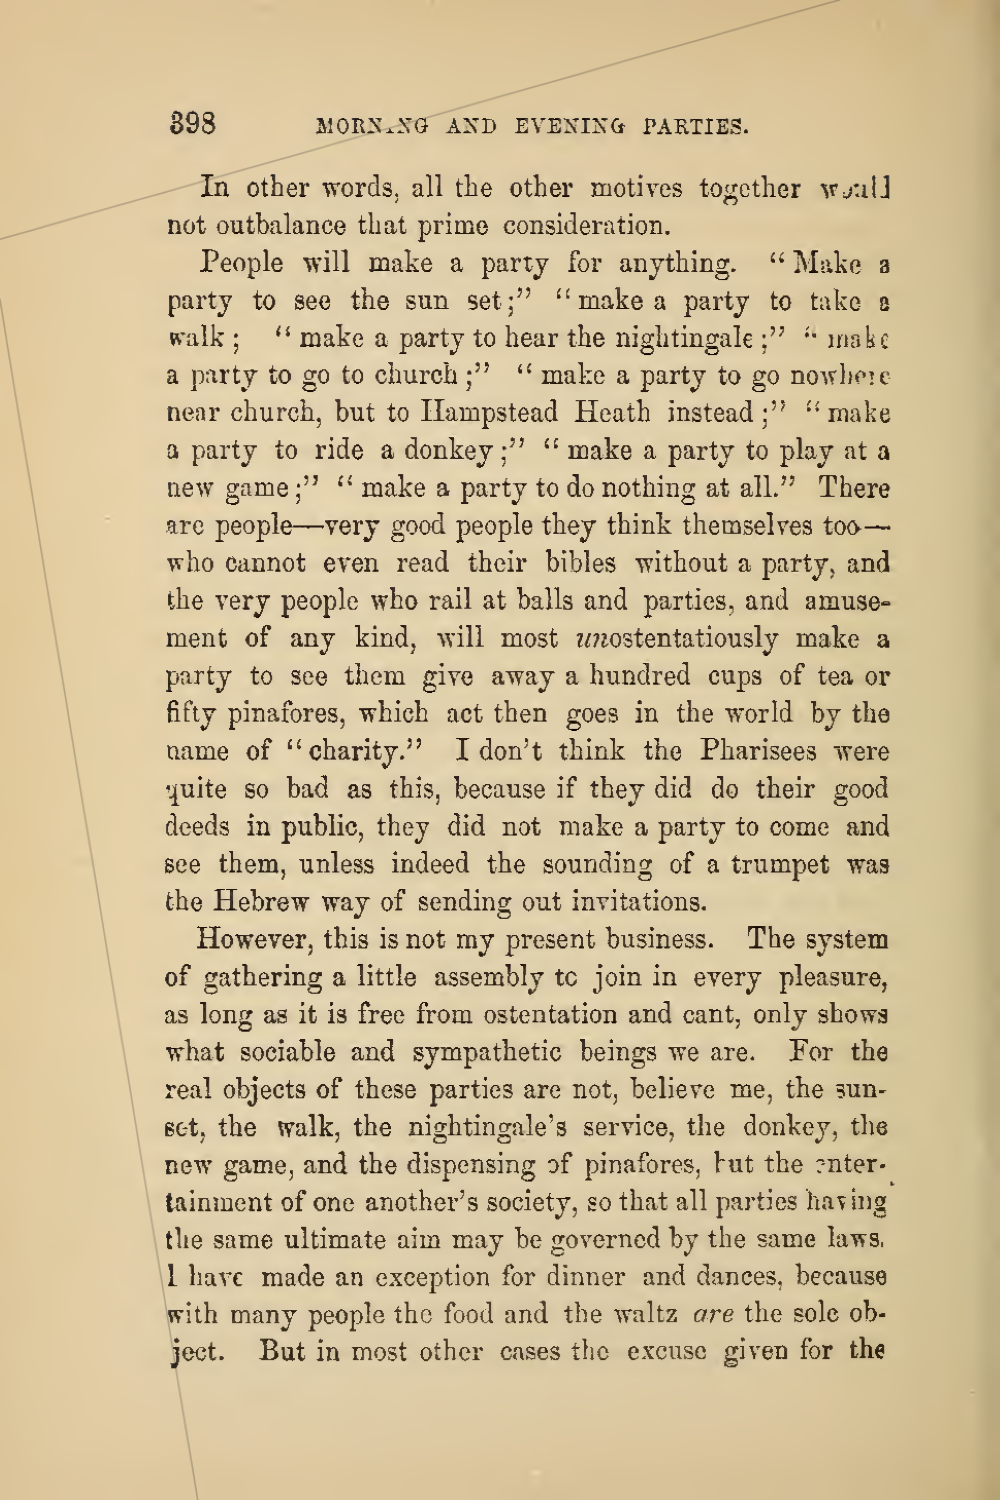 398 MORNING AND EVENING PARTIES.
In other words, all the other motives together would
not outbalance that prime consideration.
People will make a party for anything. “Make a
party to see the sun set;” “make a party to take a
walk; “make a party to hear the nightingale;” “make
a party to go to church;” “make a party to go nowhere
near church, but to Hampstead Heath instead;” “make
a party to ride a donkey;” “make a party to play at a
new game;” “make a party to do nothing at all.” There
are people—very good people they think themselves too—
who cannot even read their bibles without a party, and
the very people who rail at balls and parties, and amuse-
ment of any kind, will most unostentatiously make a
party to see them give away a hundred cups of tea or
fifty pinafores, which act then goes in the world by the
name of “charity.” I don’t think the Pharisees were
quite so bad as this, because if they did do their good
deeds in public, they did not make a party to come and
see them, unless indeed the sounding of a trumpet was
the Hebrew way of sending out invitations.
However, this is not my present business. The system
of gathering a little assembly to join in every pleasure,
as long as it is free from ostentation and cant, only shows
what sociable and sympathetic beings we are. For the
real objects of these parties are not, believe me, the sun-
set, the walk, the nightingale’s service, the donkey, the
new game, and the dispensing of pinafores, but the enter-
tainment of one another’s society, so that all parties having
the same ultimate aim may be governed by the same laws.
I have made an exception for dinner and dances, because
with many people the food and the waltz are the sole ob-
ject. But in most other cases the excuse given for the